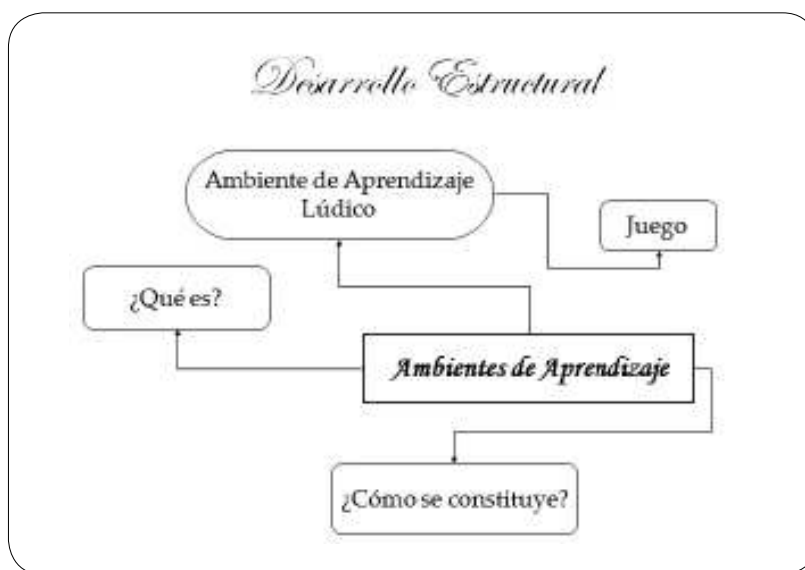 Desarrollo Estructural
Ambiente de Aprendizaje
Lúdico
Juego
¿Qué es?
Ambientes de Aprendizaje
¿Cómo se constituye?